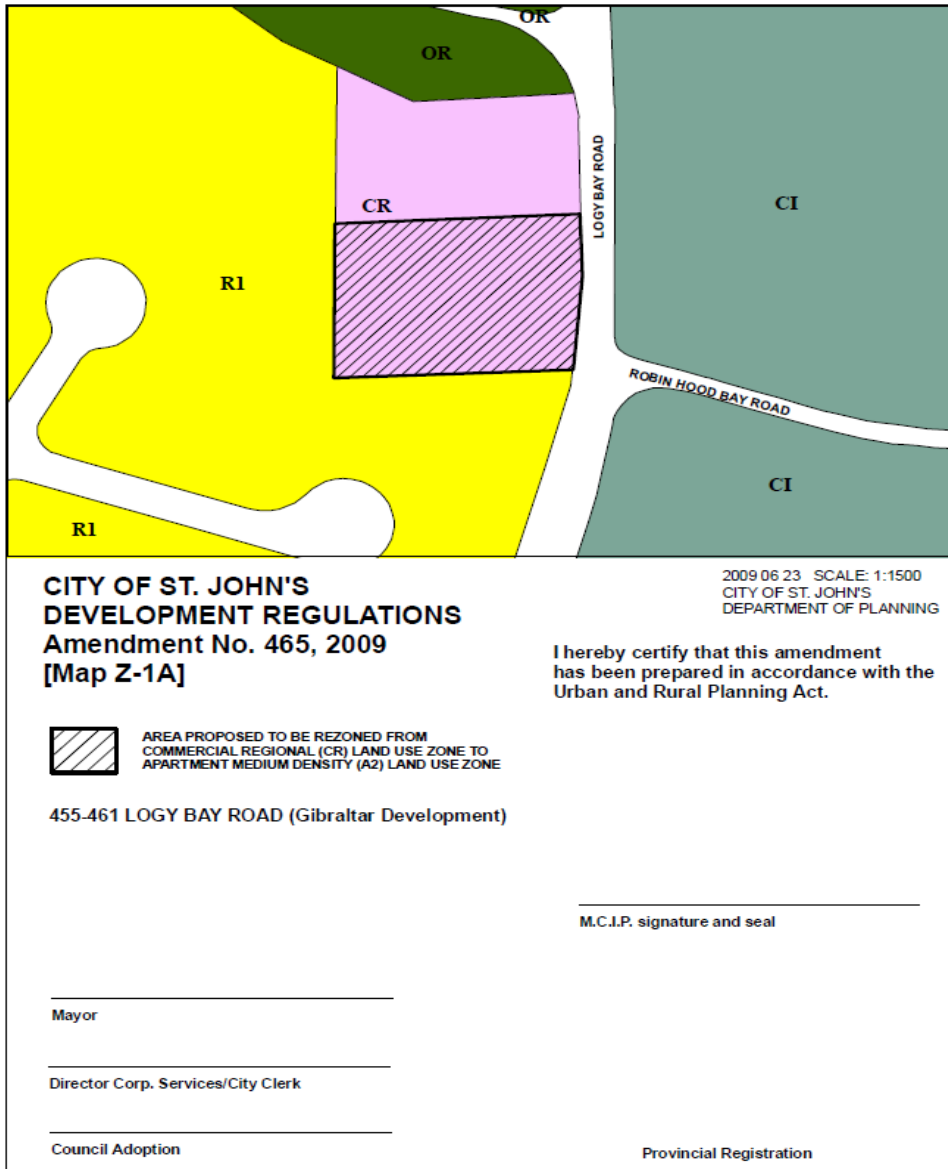 OR
OR
LOGY BAY ROAD
CI
CR
R1
ROBIN HOOD BAY ROAD
CI
R1
CITY OF ST. JOHN'S
DEVELOPMENT REGULATIONS
Amendment No. 465, 2009
[Map Z-1A]
2009 06 23 SCALE: 1:1500
CITY OF ST. JOHN'S
DEPARTMENT OF PLANNING
I hereby certify that this amendment
has been prepared in accordance with the
Urban and Rural Planning Act.
AREA PROPOSED TO BE REZONED FROM
COMMERCIAL REGIONAL (CR) LAND USE ZONE TO
APARTMENT MEDIUM DENSITY (A2) LAND USE ZONE
455-461 LOGY BAY ROAD (Gibraltar Development)
M.C.I.P. signature and seal
Mayor
Director Corp. Services/City Clerk
Council Adoption
Provincial Registration